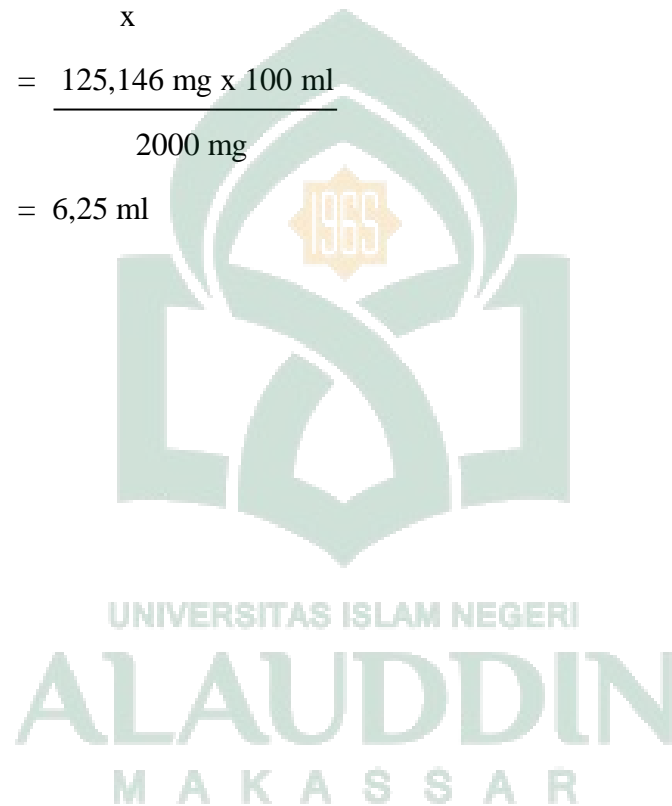 x
= 125,146 mg x 100 ml
2000 mg
= 6,25 ml
1965
UNIVERSITAS ISLAM NEGERI
ALAUDDIN
MAKASSAR